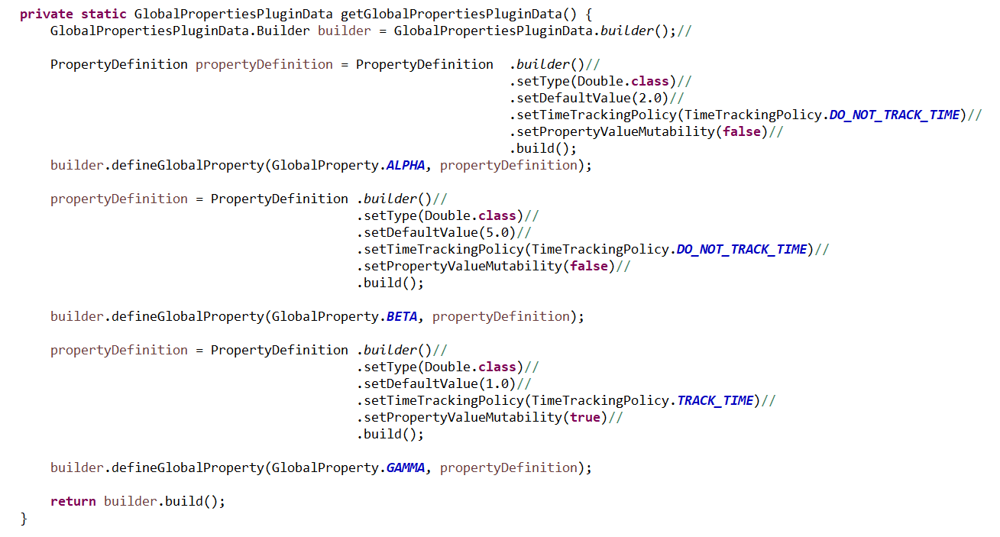 private static GlobalPropertiesPluginData getGlobalPropertiesPluginData() {
GlobalPropertiesPluginData.Builder builder = GlobalPropertiesPluginData.builder();//
PropertyDefinition propertyDefinition = PropertyDefinition .builder()//
.setType(Double.class)//
.setDefaultValue(2.0)//
.setTimeTrackingPolicy(TimeTrackingPolicy.DO_NOT_TRACK_TIME)//
.setPropertyValueMutability(false)//
.build();
builder.defineGlobalProperty(GlobalProperty.ALPHA, propertyDefinition);
propertyDefinition = PropertyDefinition .builder()//
.setType(Double.class)//
.setDefaultValue(5.0)//
.setTimeTrackingPolicy(TimeTrackingPolicy.DO_NOT_TRACK_TIME)//
.setPropertyValueMutability(false)//
.build();
builder.defineGlobalProperty(GlobalProperty.BETA, propertyDefinition);
propertyDefinition = PropertyDefinition .builder()//
.setType(Double.class)//
.setDefaultValue(1.0)//
.setTimeTrackingPolicy(TimeTrackingPolicy.TRACK_TIME)//
.setPropertyValueMutability(true)//
.build();
builder.defineGlobalProperty(GlobalProperty.GAMMA, propertyDefinition);
return builder.build();
}